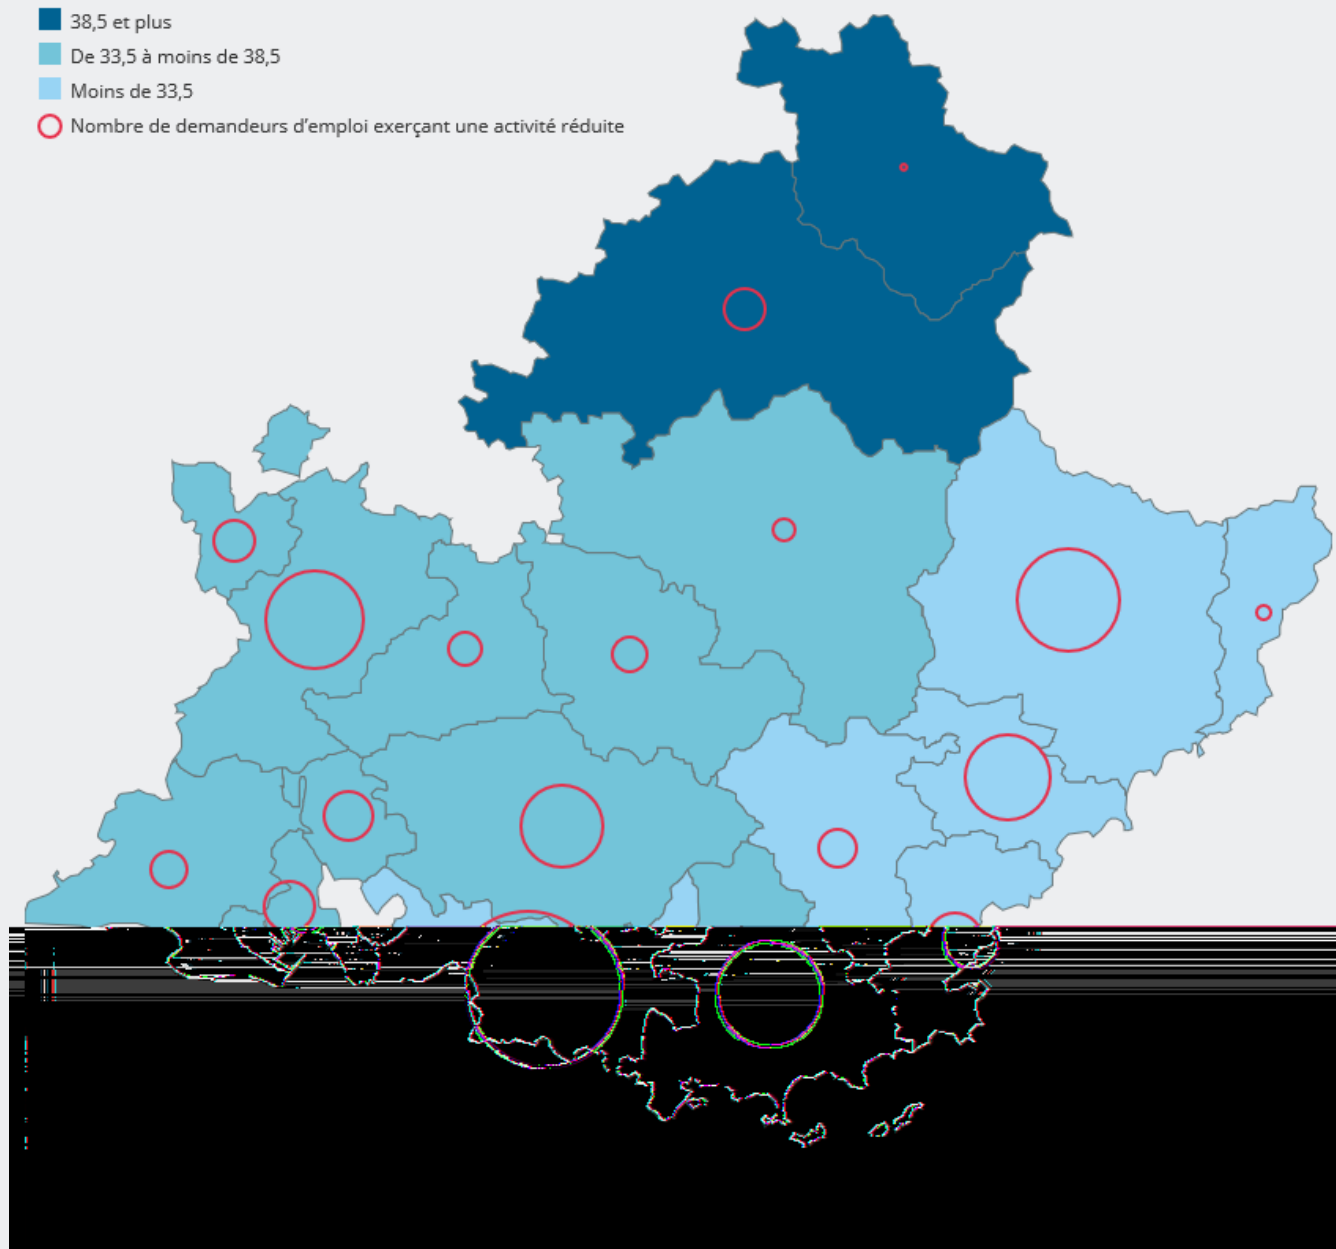 38,5 et plus
De 33,5 à moins de 38,5
Moins de 33,5
Nombre de demandeurs d'emploi exerçant une activité réduite